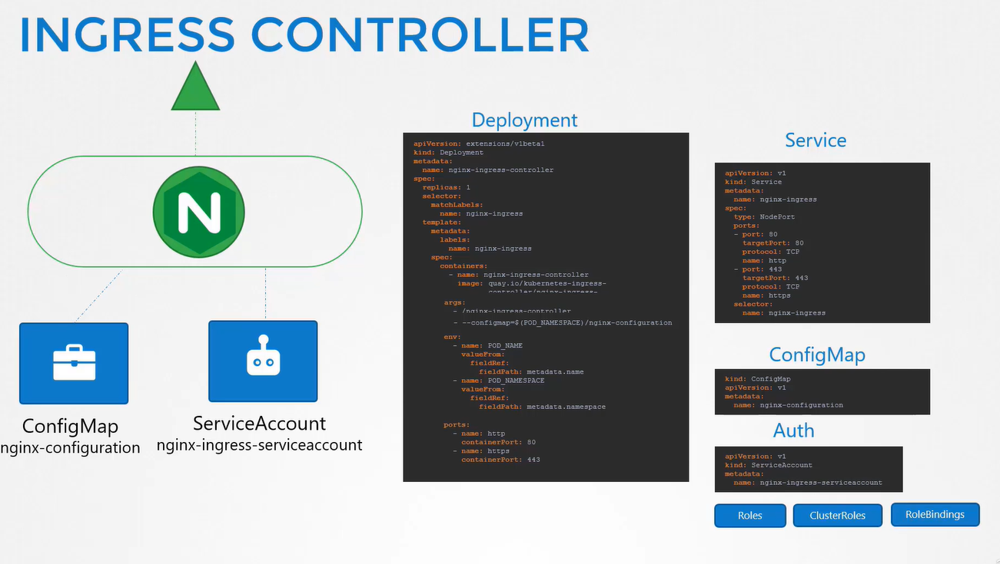 INGRESS CONTROLLER
N
ConfigMap
nginx-configuration
ServiceAccount
nginx-ingress-serviceaccount
Deployment
apiVersion: extensions/v1beta1
kind: Deployment
metadata:
  name: nginx-ingress-controller
spec:
  replicas: 1
  selector:
    matchLabels:
      name: nginx-ingress
  template:
    metadata:
      labels:
        name: nginx-ingress
    spec:
      containers:
        - name: nginx-ingress-controller
          image: quay.io/kubernetes-ingress-
                 controller/nginx-ingress-
      args:
        - /nginx-ingress-controller
        - --configmap=$(POD_NAMESPACE)/nginx-configuration
      env:
        - name: POD_NAME
          valueFrom:
            fieldRef:
              fieldPath: metadata.name
        - name: POD_NAMESPACE
          valueFrom:
            fieldRef:
              fieldPath: metadata.namespace
      ports:
        - name: http
          containerPort: 80
        - name: https
          containerPort: 443
Service
apiVersion: v1
kind: Service
metadata:
  name: nginx-ingress
spec:
  type: NodePort
  ports:
  - port: 80
    targetPort: 80
    protocol: TCP
    name: http
  - port: 443
    targetPort: 443
    protocol: TCP
    name: https
  selector:
    name: nginx-ingress
ConfigMap
kind: ConfigMap
apiVersion: v1
metadata:
  name: nginx-configuration
Auth
apiVersion: v1
kind: ServiceAccount
metadata:
  name: nginx-ingress-serviceaccount
Roles
ClusterRoles
RoleBindings